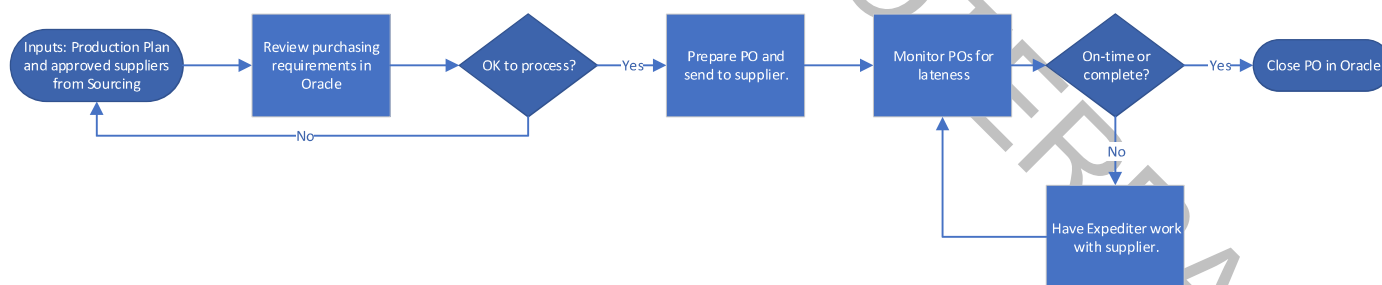 Inputs: Production Plan
and approved suppliers
from Sourcing
Review purchasing
requirements in
Oracle
OK to process?
Yes
No
Prepare PO and
send to supplier.
Monitor POs for
lateness
On-time or
complete?
Yes
No
Close PO in Oracle
Have Expediter work
with supplier.